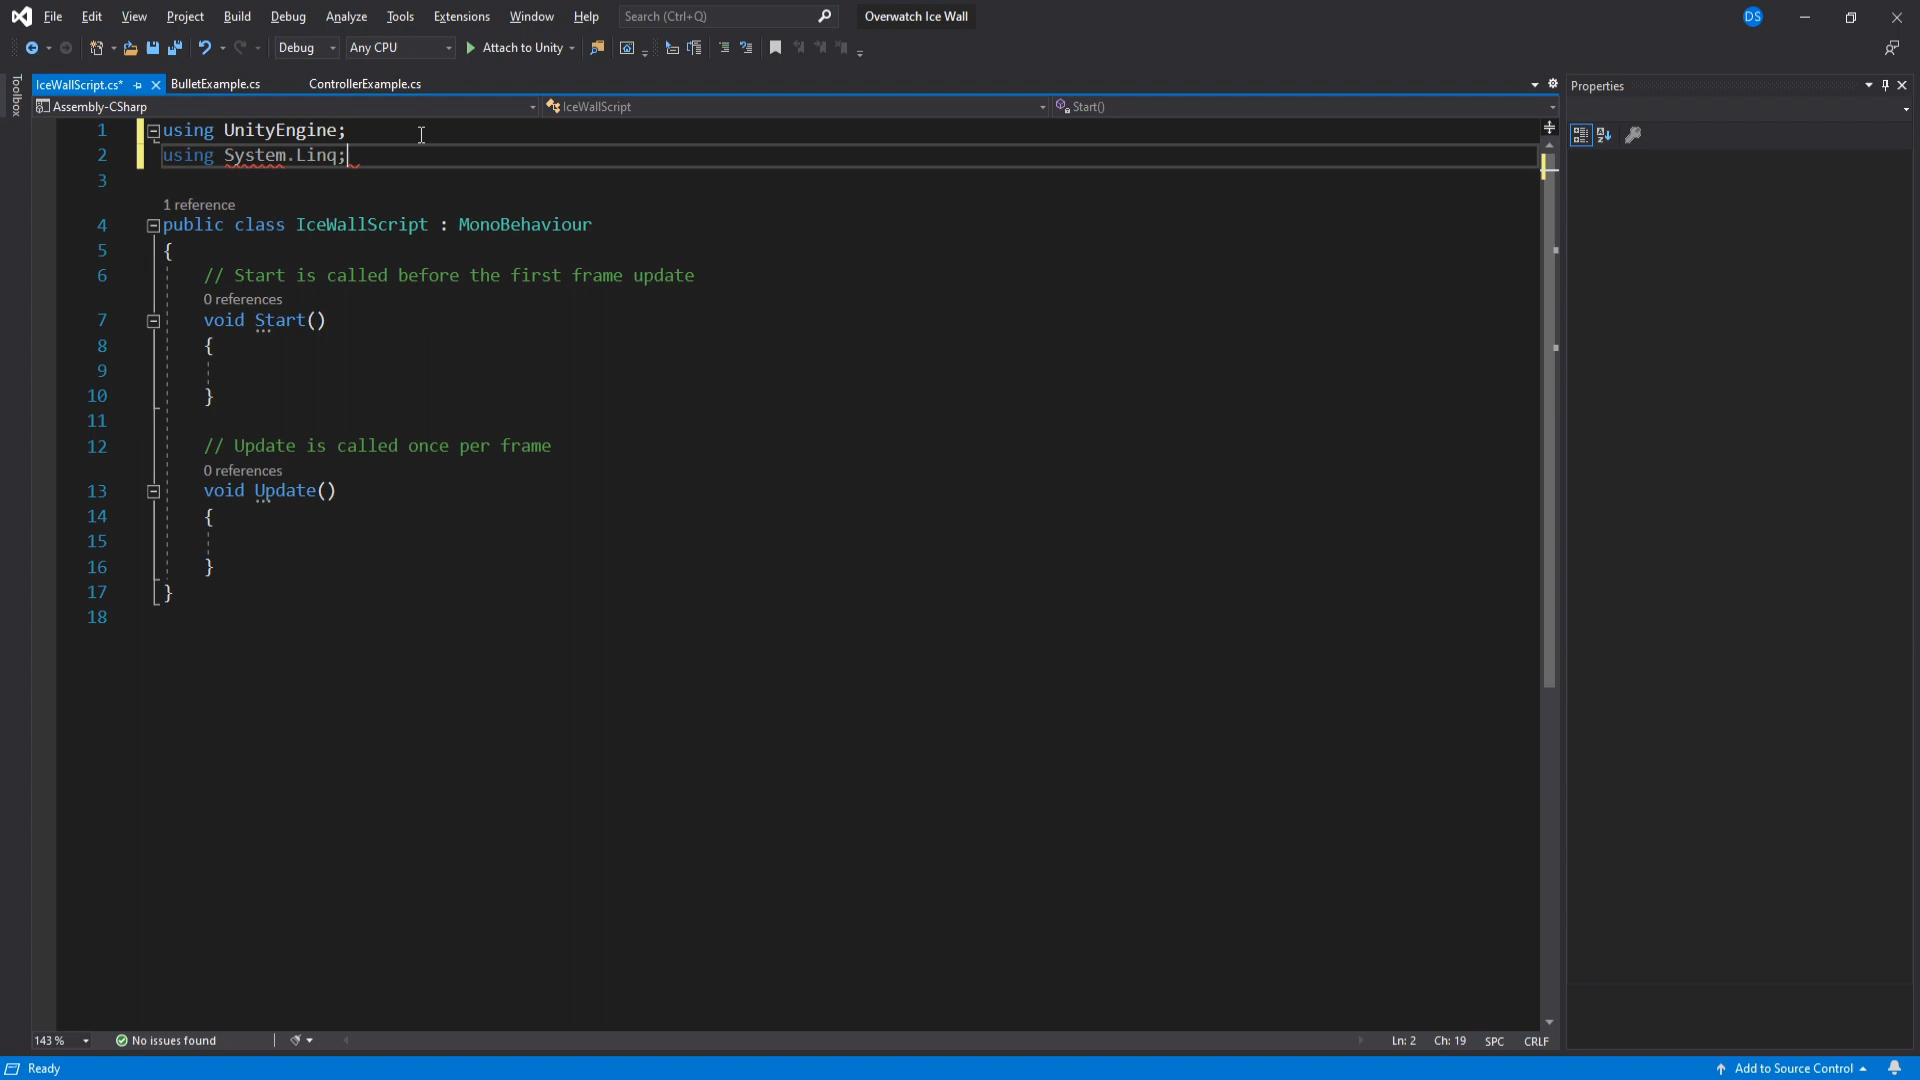 File Edit View Project Build Debug Analyze Tools Extensions Window Help Search (Ctrl+Q) Overwatch Ice Wall DS
Debug Any CPU Attach to Unity
Toolbox
IceWallScript.cs* BulletExample.cs ControllerExample.cs
Assembly-CSharp IceWallScript Start()
1 using UnityEngine;
2 using System.Linq;
3
1 reference
4 public class IceWallScript : MonoBehaviour
5 {
6 // Start is called before the first frame update
0 references
7 void Start()
8 {
9
10 }
11
12 // Update is called once per frame
0 references
13 void Update()
14 {
15
16 }
17 }
18
Properties
143 % No issues found Ln: 2 Ch: 19 SPC CRLF
Ready Add to Source Control